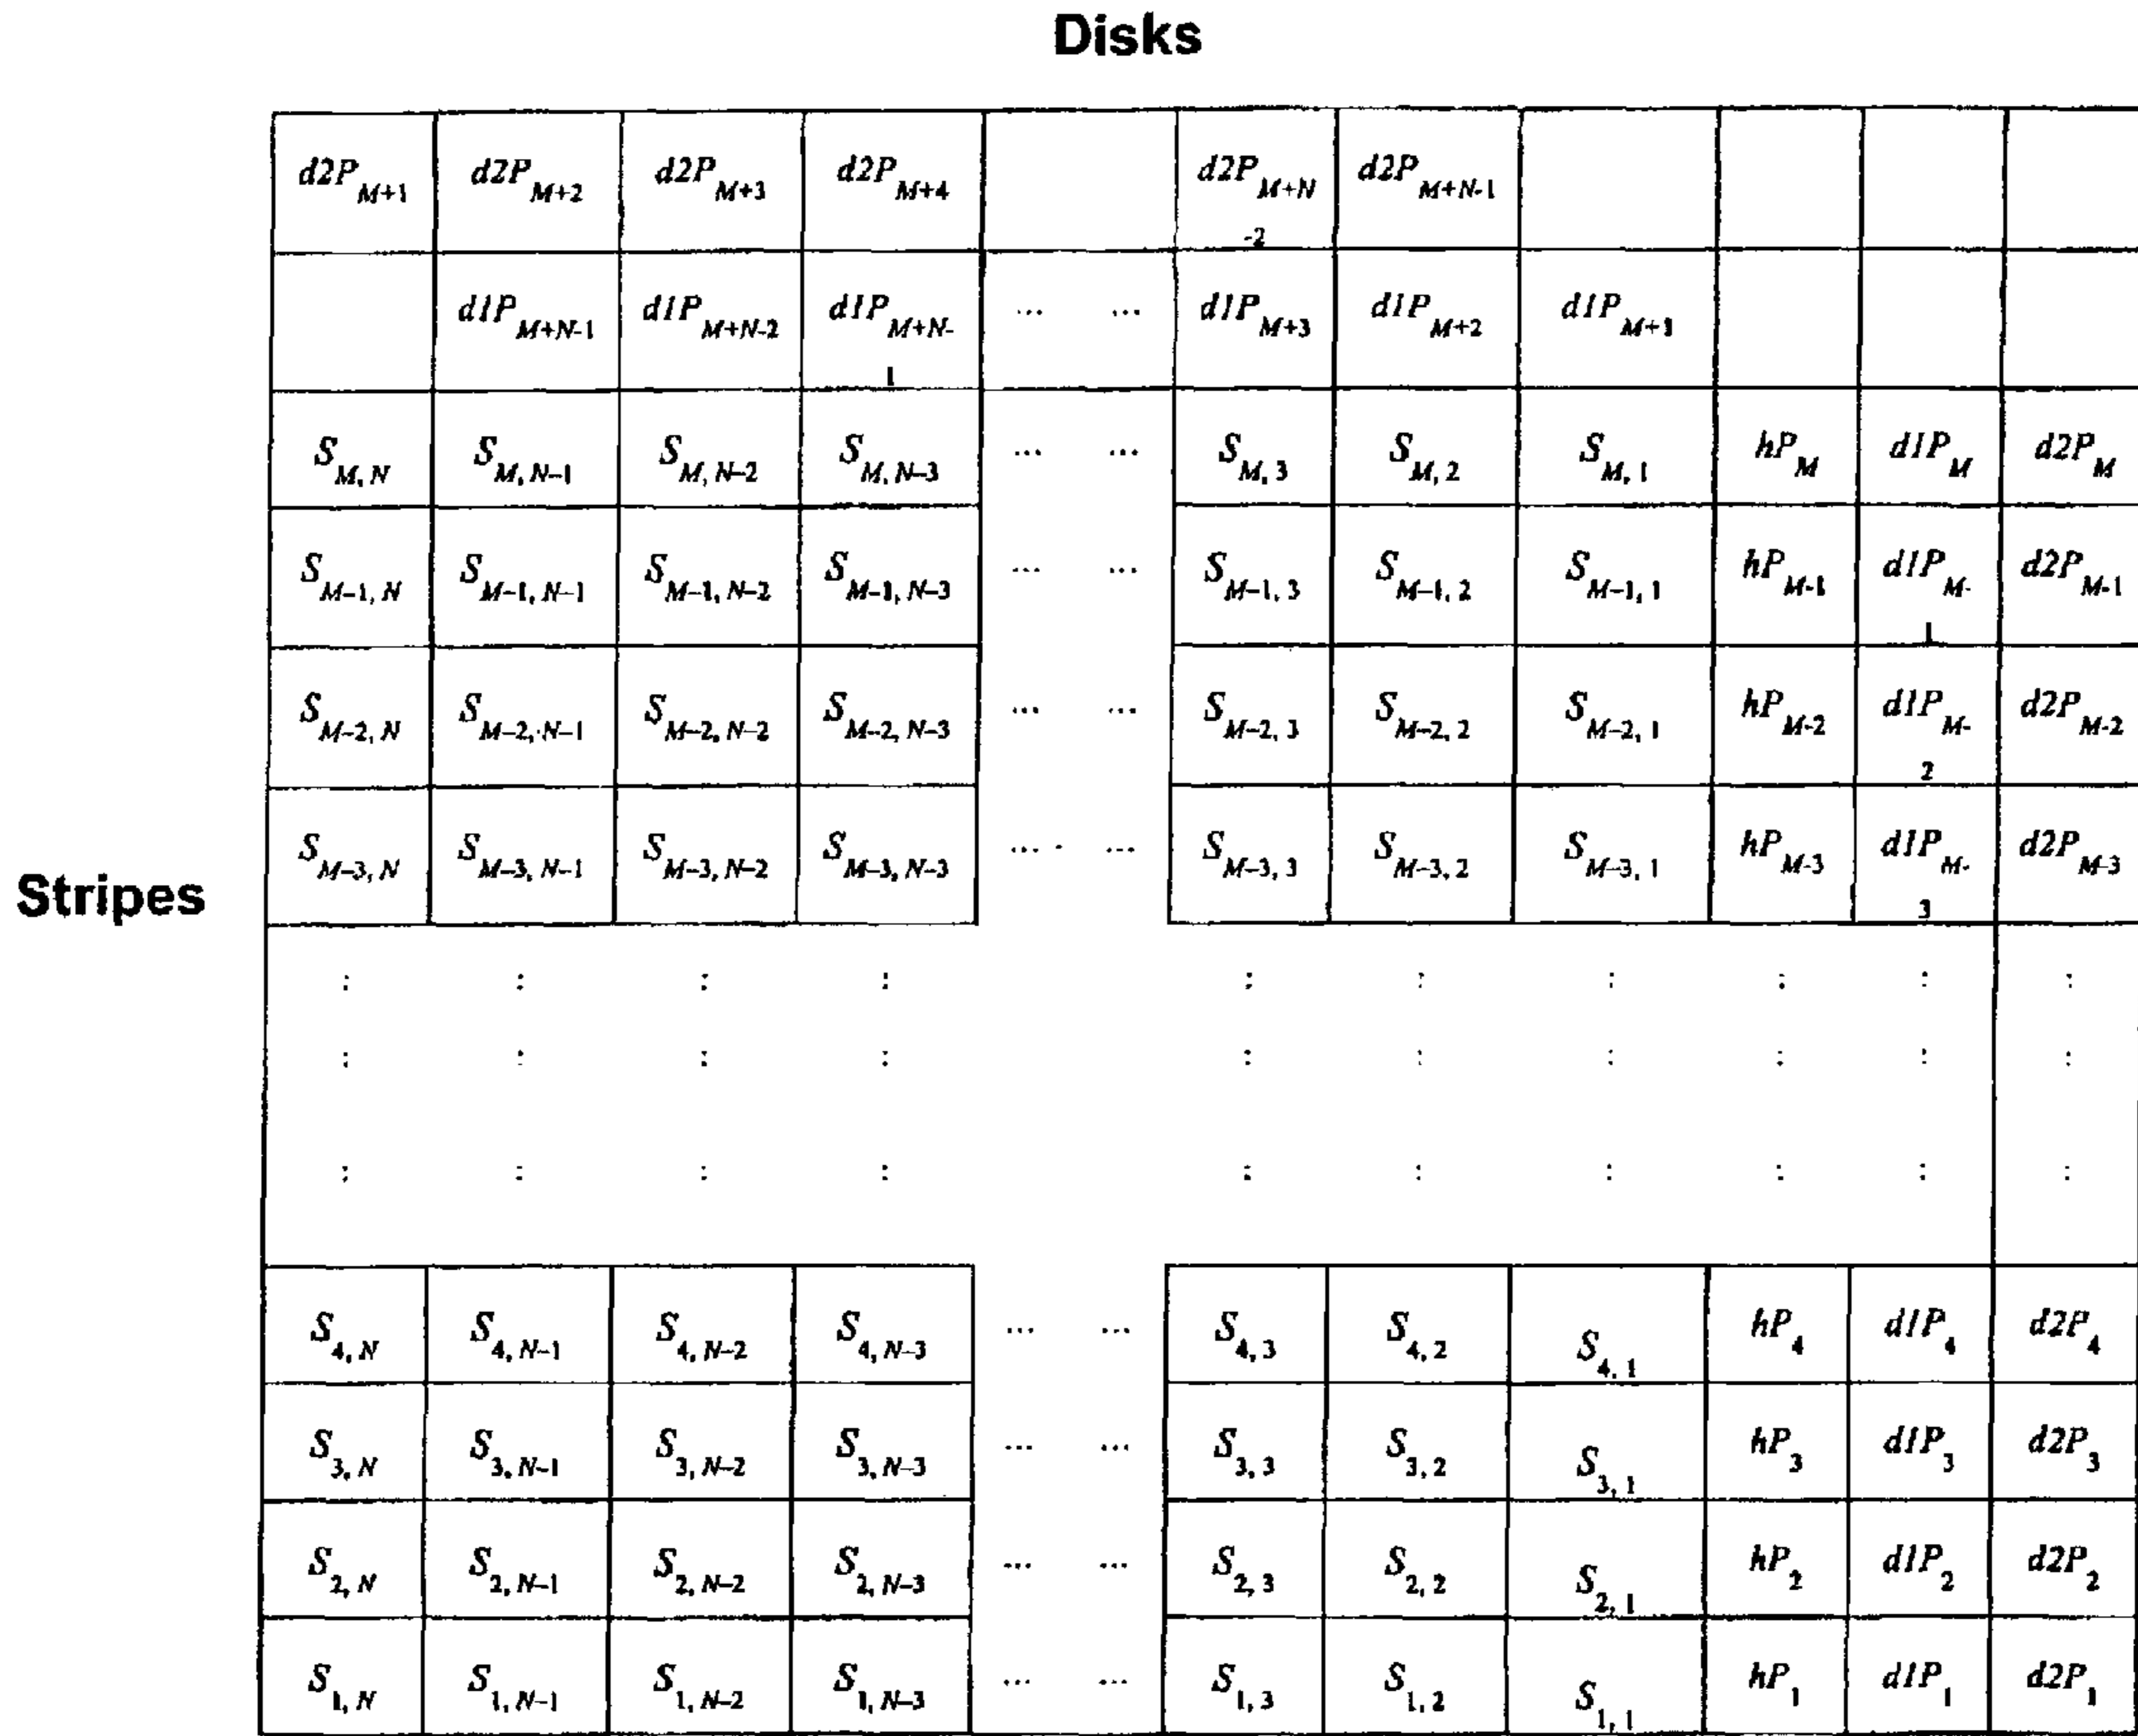 Disks
d2P M+1 d2P M+2 d2P M+3 d2P M+4 d2P M+N-2 d2P M+N-1
d1P M+N-1 d1P M+N-2 d1P M+N-1 ... ... d1P M+3 d1P M+2 d1P M+1
S M,N S M,N-1 S M,N-2 S M,N-3 ... ... S M,3 S M,2 S M,1 hP M d1P M d2P M
S M-1,N S M-1,N-1 S M-1,N-2 S M-1,N-3 ... ... S M-1,3 S M-1,2 S M-1,1 hP M-1 d1P M-1 d2P M-1
S M-2,N S M-2,N-1 S M-2,N-2 S M-2,N-3 ... ... S M-2,3 S M-2,2 S M-2,1 hP M-2 d1P M-2 d2P M-2
S M-3,N S M-3,N-1 S M-3,N-2 S M-3,N-3 ... ... S M-3,3 S M-3,2 S M-3,1 hP M-3 d1P M-3 d2P M-3
Stripes
: : : : : : : : : :
: : : : : : : : : :
: : : : : : : : : :
S 4,N S 4,N-1 S 4,N-2 S 4,N-3 ... ... S 4,3 S 4,2 S 4,1 hP 4 d1P 4 d2P 4
S 3,N S 3,N-1 S 3,N-2 S 3,N-3 ... ... S 3,3 S 3,2 S 3,1 hP 3 d1P 3 d2P 3
S 2,N S 2,N-1 S 2,N-2 S 2,N-3 ... ... S 2,3 S 2,2 S 2,1 hP 2 d1P 2 d2P 2
S 1,N S 1,N-1 S 1,N-2 S 1,N-3 ... ... S 1,3 S 1,2 S 1,1 hP 1 d1P 1 d2P 1